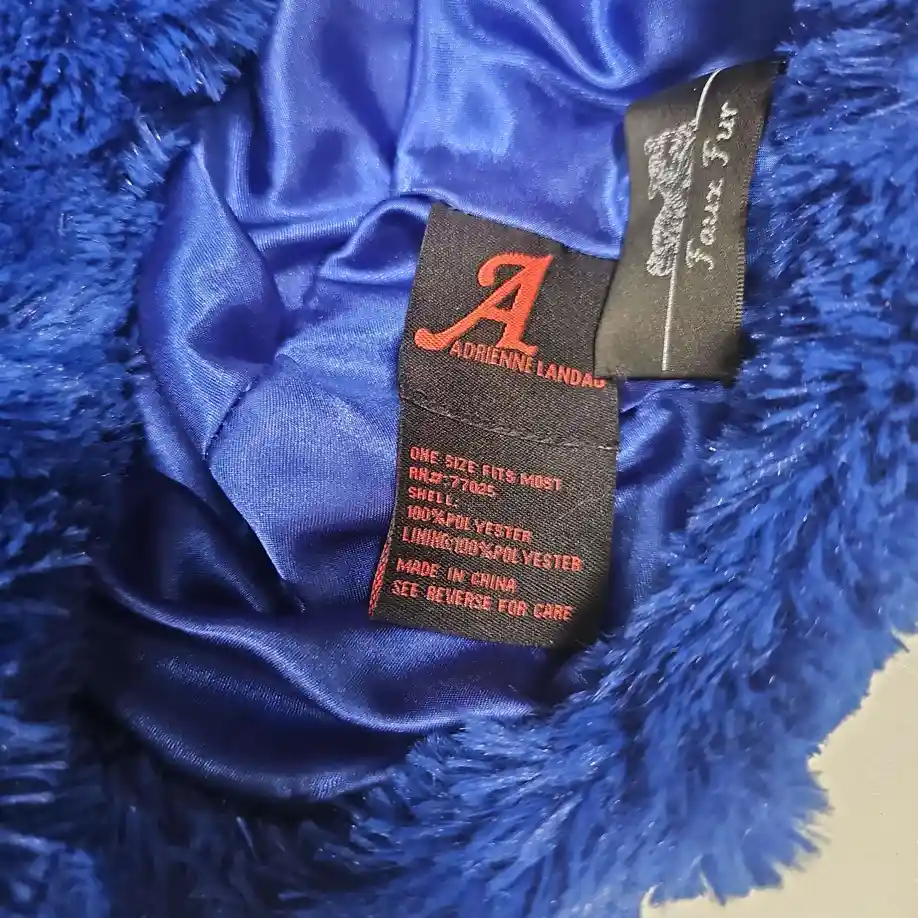 A
ADRIENNE LANDAU
ONE SIZE FITS MOST
RN#:77025
SHELL:
100%POLYESTER
LINING:100%POLYESTER
MADE IN CHINA
SEE REVERSE FOR CARE
Faux Fur